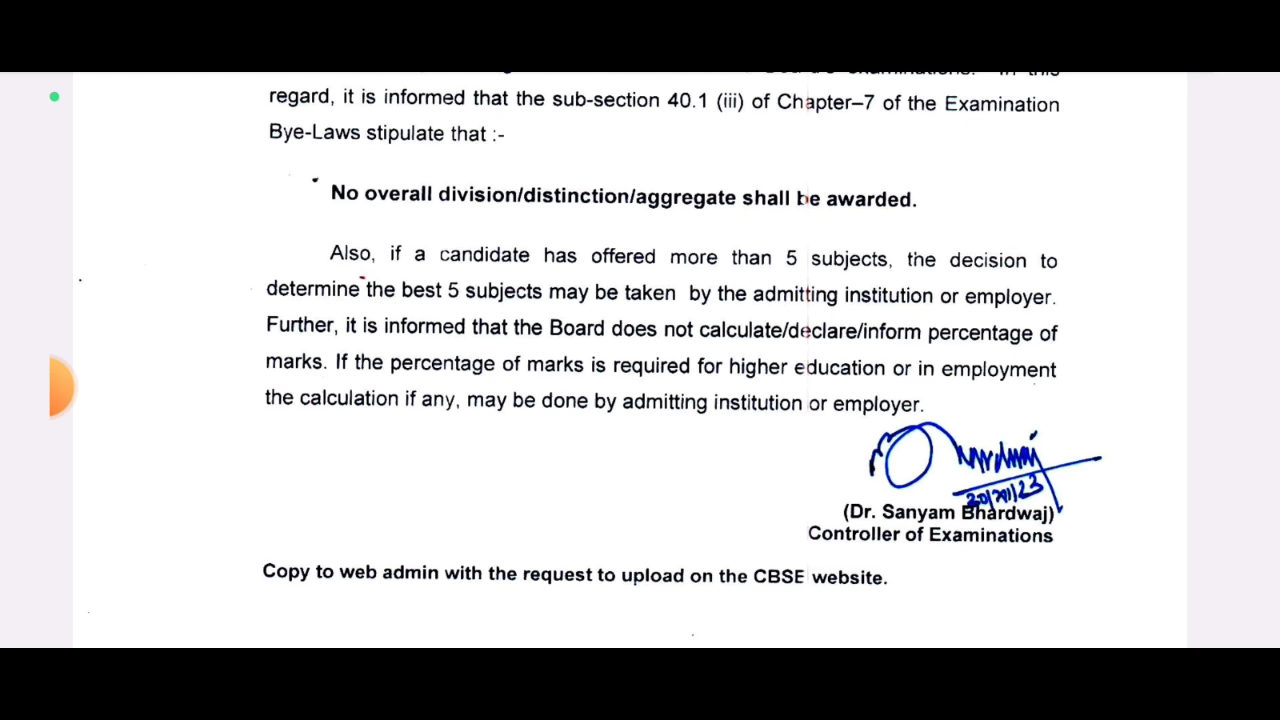 In this
regard, it is informed that the sub-section 40.1 (iii) of Chapter–7 of the Examination
Bye-Laws stipulate that :-
No overall division/distinction/aggregate shall be awarded.
Also, if a candidate has offered more than 5 subjects, the decision to
determine the best 5 subjects may be taken by the admitting institution or employer.
Further, it is informed that the Board does not calculate/declare/inform percentage of
marks. If the percentage of marks is required for higher education or in employment
the calculation if any, may be done by admitting institution or employer.
(Dr. Sanyam Bhardwaj)
Controller of Examinations
Copy to web admin with the request to upload on the CBSE website.